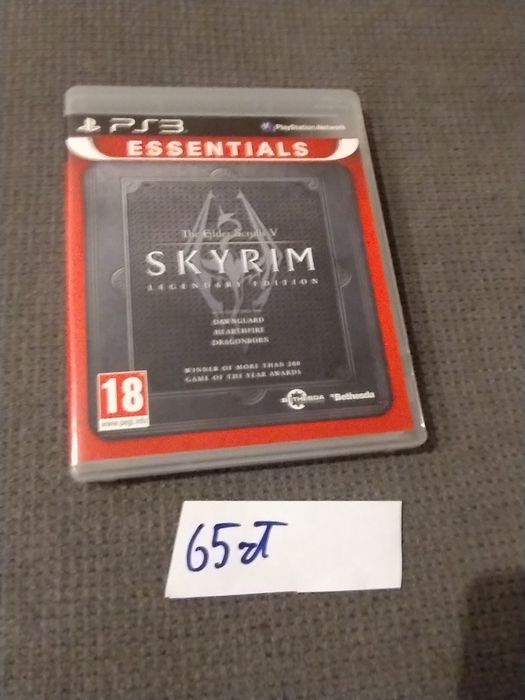 PS3
PlayStation Network
ESSENTIALS
The Elder Scrolls V
SKYRIM
LEGENDARY EDITION
DAWNGUARD
HEARTHFIRE
DRAGONBORN
WINNER OF MORE THAN 200
GAME OF THE YEAR AWARDS
18
www.pegi.info
BETHESDA
Bethesda
65zł